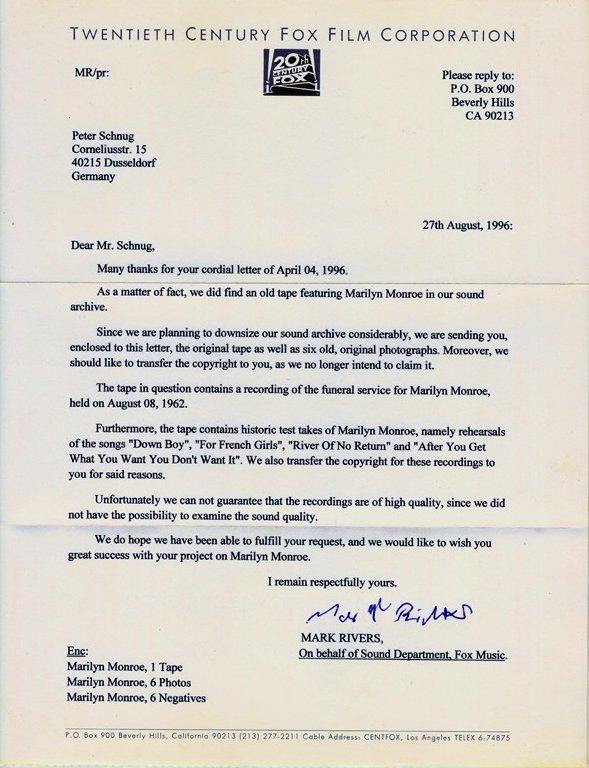 TWENTIETH CENTURY FOX FILM CORPORATION
20th
CENTURY
FOX
MR/pr:
Please reply to:
P.O. Box 900
Beverly Hills
CA 90213
Peter Schnug
Corneliusstr. 15
40215 Dusseldorf
Germany
27th August, 1996:
Dear Mr. Schnug,
Many thanks for your cordial letter of April 04, 1996.
As a matter of fact, we did find an old tape featuring Marilyn Monroe in our sound
archive.
Since we are planning to downsize our sound archive considerably, we are sending you,
enclosed to this letter, the original tape as well as six old, original photographs. Moreover, we
should like to transfer the copyright to you, as we no longer intend to claim it.
The tape in question contains a recording of the funeral service for Marilyn Monroe,
held on August 08, 1962.
Furthermore, the tape contains historic test takes of Marilyn Monroe, namely rehearsals
of the songs "Down Boy", "For French Girls", "River Of No Return" and "After You Get
What You Want You Don't Want It". We also transfer the copyright for these recordings to
you for said reasons.
Unfortunately we can not guarantee that the recordings are of high quality, since we did
not have the possibility to examine the sound quality.
We do hope we have been able to fulfill your request, and we would like to wish you
great success with your project on Marilyn Monroe.
I remain respectfully yours.
MARK RIVERS,
On behalf of Sound Department, Fox Music.
Enc:
Marilyn Monroe, 1 Tape
Marilyn Monroe, 6 Photos
Marilyn Monroe, 6 Negatives
P.O. Box 900 Beverly Hills, California 90213 (213) 277-2211 Cable Address: CENTFOX, Los Angeles TELEX 6-74875